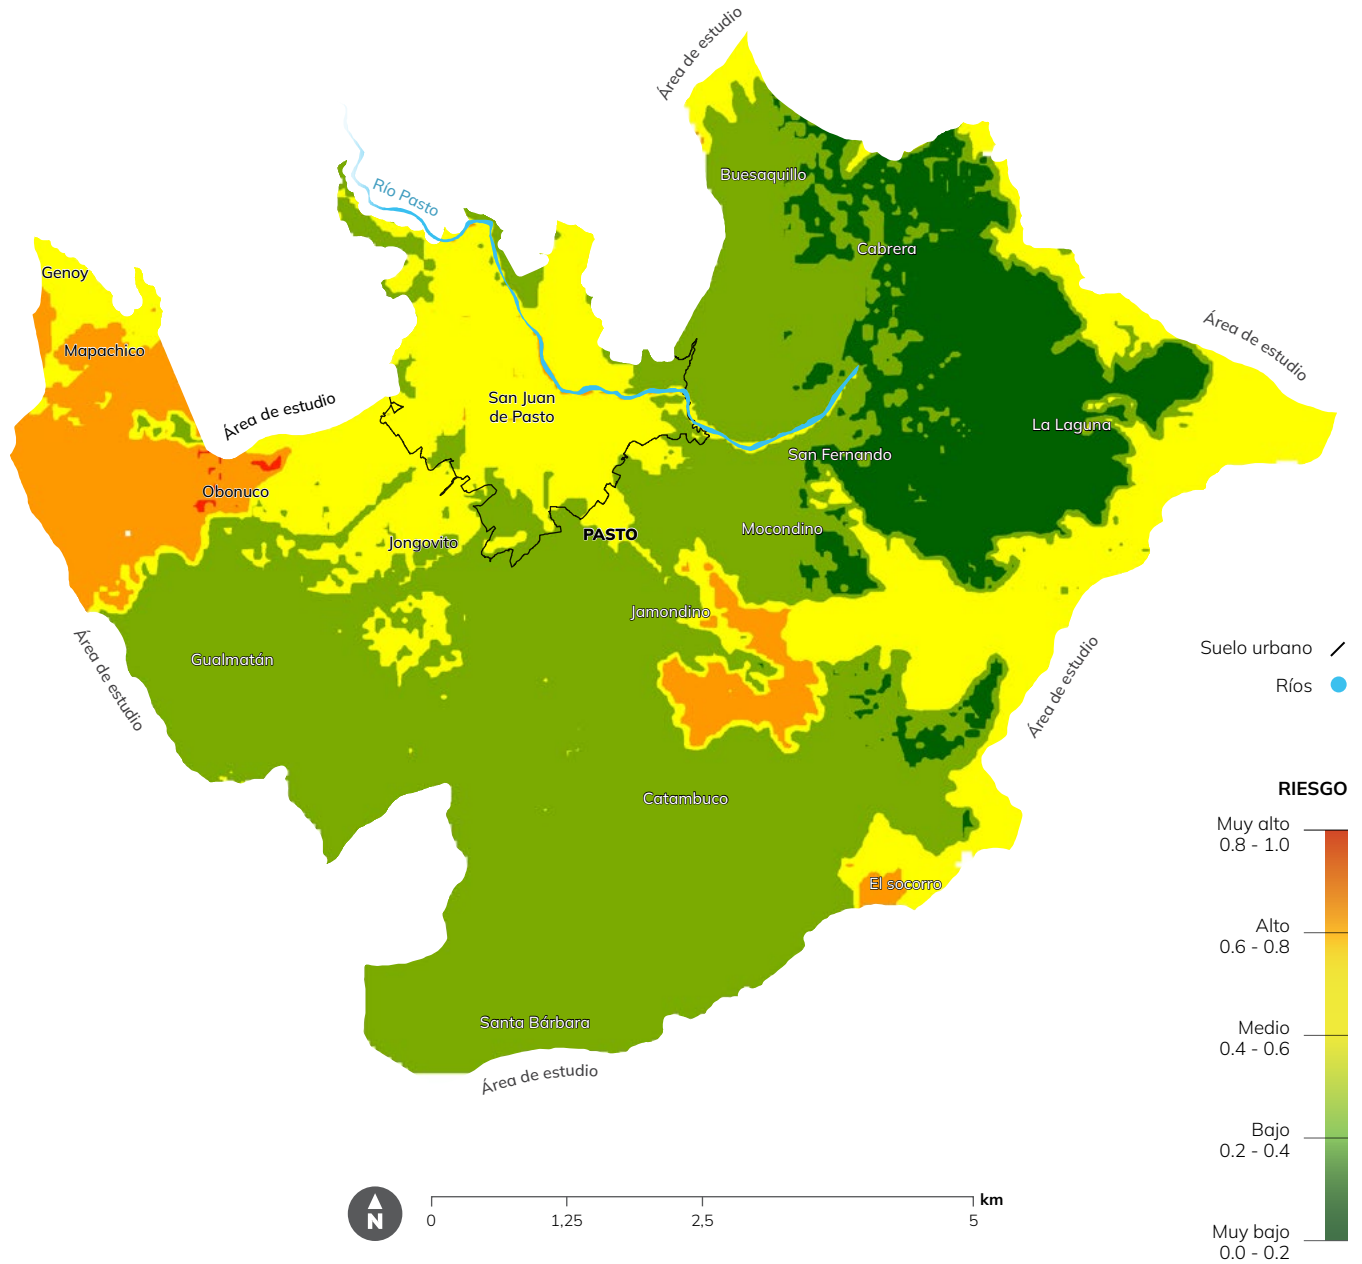 Área de estudio
Buesaquillo
Río Pasto
Cabrera
Genoy
Área de estudio
Mapachico
San Juan
de Pasto
Área de estudio
La Laguna
San Fernando
Obonuco
Mocondino
PASTO
Jongovito
Jamondino
Gualmatán
Área de estudio
Área de estudio
Suelo urbano
Ríos
Catambuco
El socorro
Santa Bárbara
Área de estudio
RIESGO
Muy alto
0.8 - 1.0
Alto
0.6 - 0.8
Medio
0.4 - 0.6
Bajo
0.2 - 0.4
Muy bajo
0.0 - 0.2
N
km
0 1,25 2,5 5